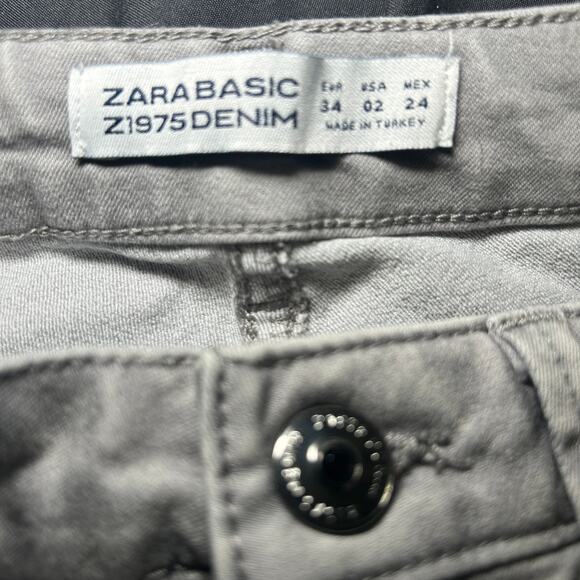 ZARABASIC
Z1975DENIM
EUR USA MEX
34 02 24
MADE IN TURKEY